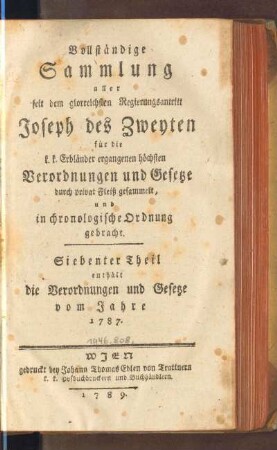 Vollständige
Sammlung
aller
seit dem glorreichsten Regierungsantritt
Joseph des Zweyten
für die
k. k. Erbländer ergangenen höchsten
Verordnungen und Gesetze
durch privat Fleiß gesammelt,
und
in chronologische Ordnung
gebracht.
Siebenter Theil
enthält
die Verordnungen und Gesetze
vom Jahre
1787.
WIEN
gedruckt bey Johann Thomas Edlen von Trattnern
k. k. Hofbuchdruckern und Buchhändlern.
1789.